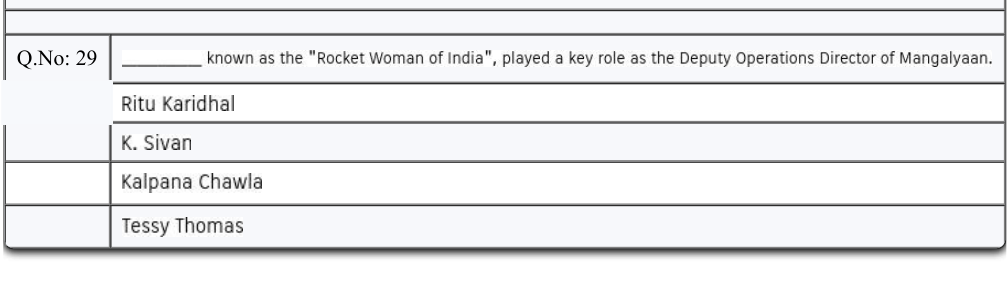 Q.No: 29 ________ known as the "Rocket Woman of India", played a key role as the Deputy Operations Director of Mangalyaan.
Ritu Karidhal
K. Sivan
Kalpana Chawla
Tessy Thomas